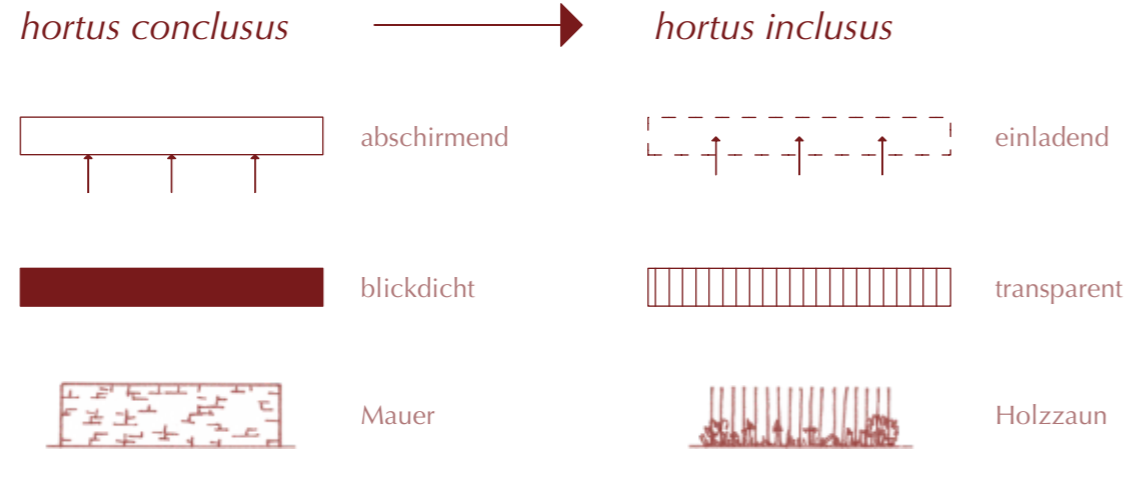 hortus conclusus
hortus inclusus
abschirmend
einladend
blickdicht
transparent
Mauer
Holzzaun